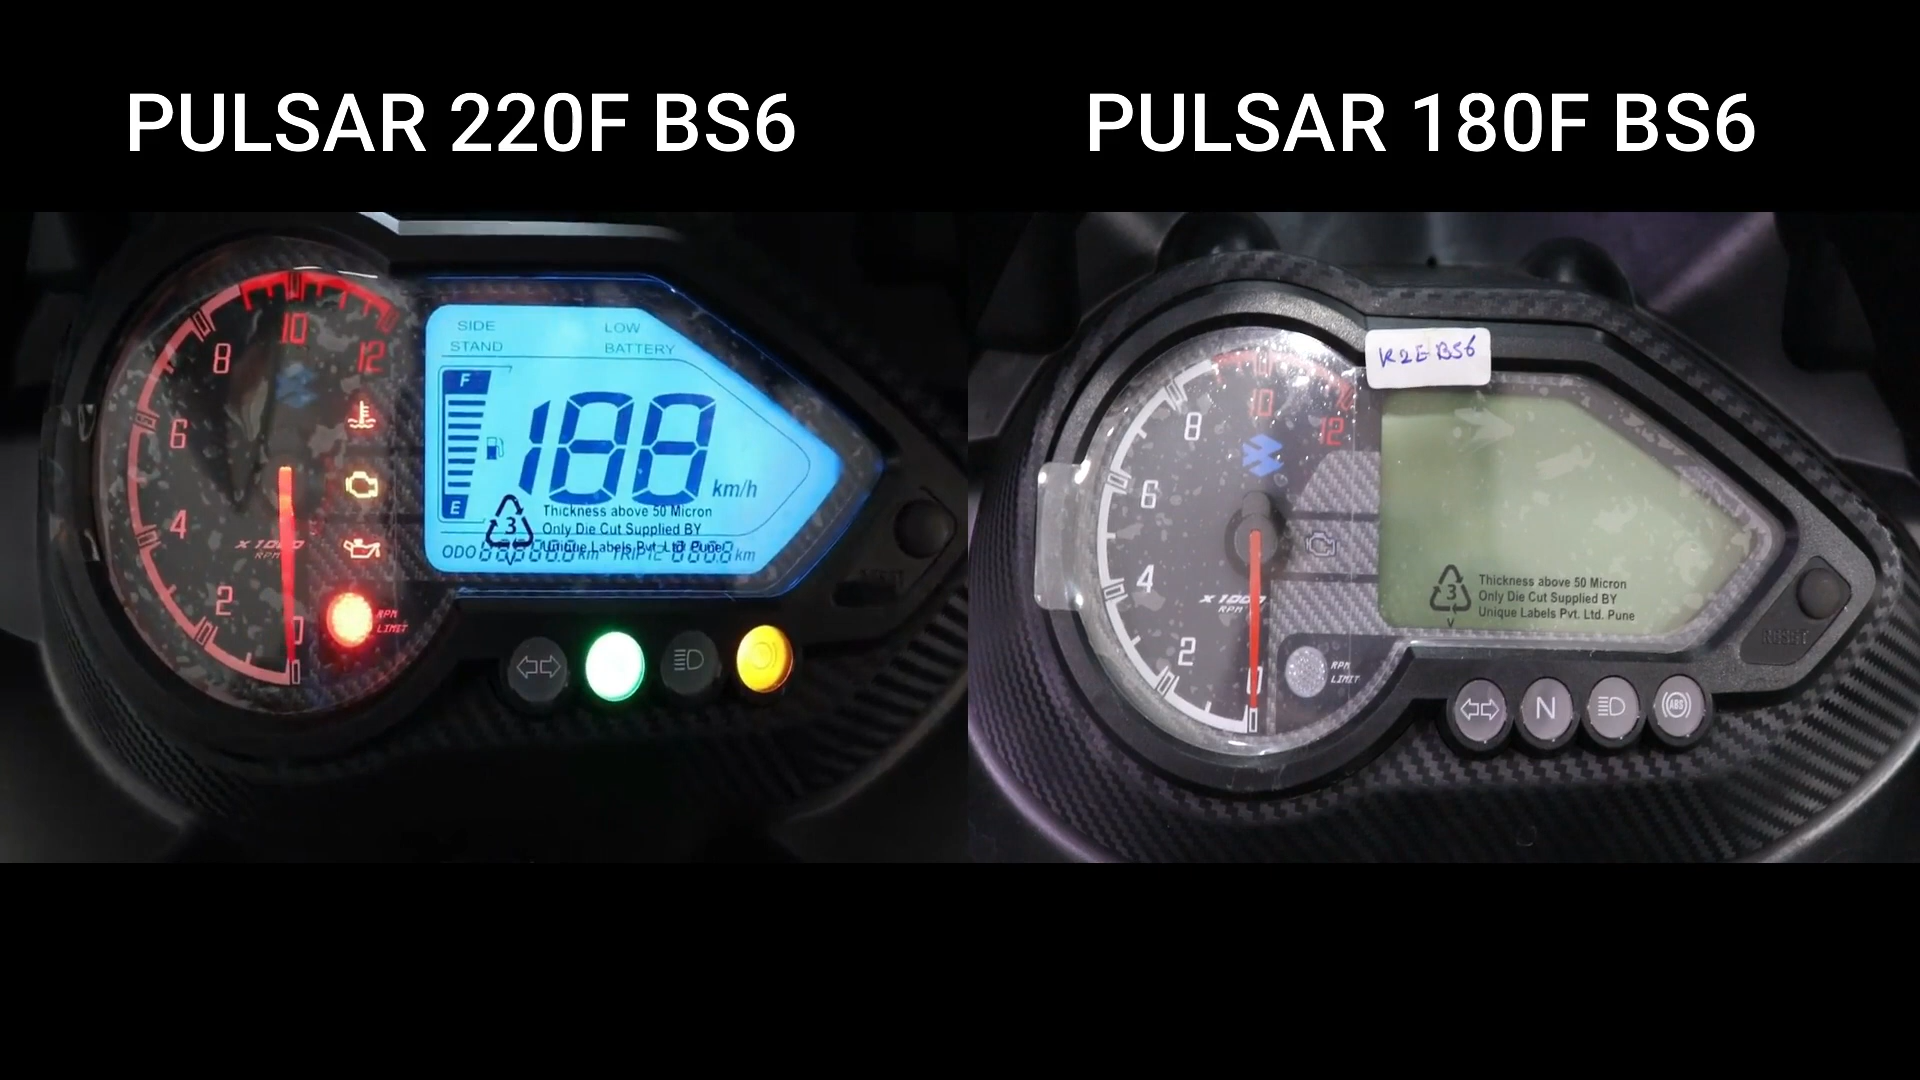 PULSAR 220F BS6
PULSAR 180F BS6
SIDE STAND
LOW BATTERY
F
E
188 km/h
3
Thickness above 50 Micron
Only Die Cut Supplied BY
Unique Labels Pvt. Ltd. Pune
ODO
km
TRIP
km
10
12
8
6
4
2
0
X 1000
RPM
RPM
LIMIT
K2E BS6
10
12
8
6
4
2
0
X 1000
RPM
RPM
LIMIT
3
V
Thickness above 50 Micron
Only Die Cut Supplied BY
Unique Labels Pvt. Ltd. Pune
RESET
N
ABS